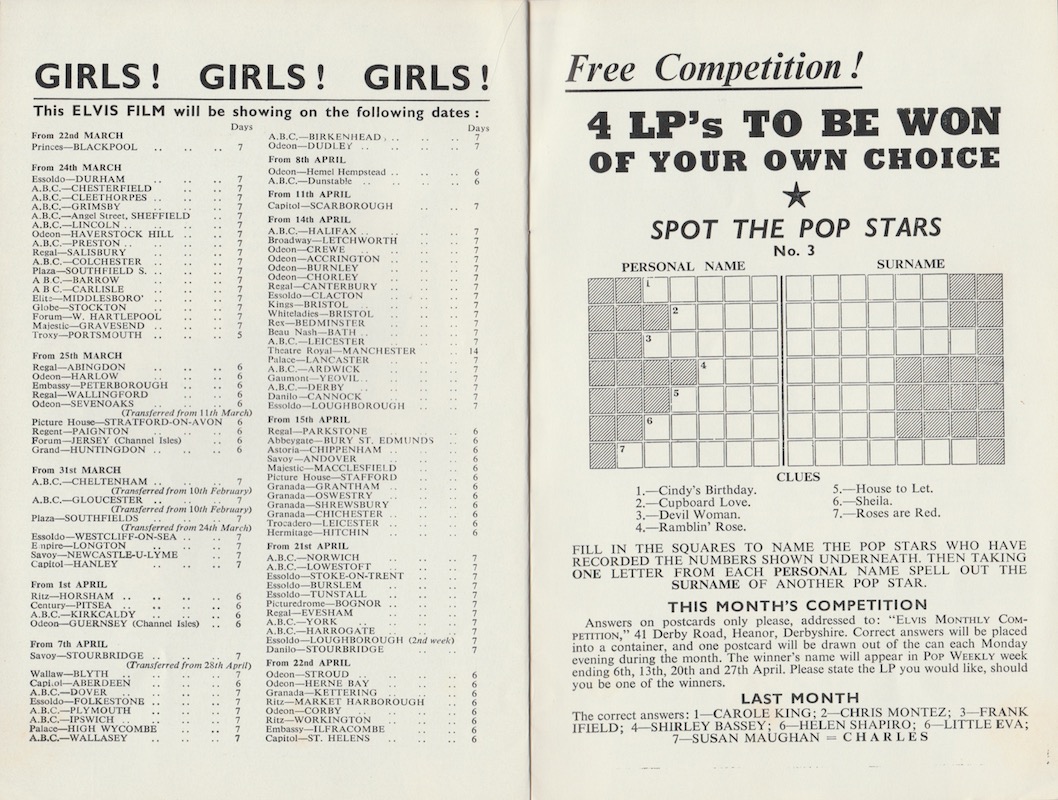 GIRLS! GIRLS! GIRLS!
This ELVIS FILM will be showing on the following dates :
Days
From 22nd MARCH
Princes—BLACKPOOL .. .. .. 7
From 24th MARCH
Essoldo—DURHAM .. .. .. 7
A.B.C.—CHESTERFIELD .. .. 7
A.B.C.—CLEETHORPES .. .. .. 7
A.B.C.—GRIMSBY .. .. .. 7
A.B.C.—Angel Street, SHEFFIELD .. 7
A.B.C.—LINCOLN .. .. .. .. 7
Odeon—HAVERSTOCK HILL .. .. 7
A.B.C.—PRESTON .. .. .. .. 7
Regal—SALISBURY .. .. .. 7
A.B.C.—COLCHESTER .. .. .. 7
Plaza—SOUTHFIELD S. .. .. .. 7
A B.C.—BARROW .. .. .. 7
A B C.—CARLISLE .. .. .. 7
Elite—MIDDLESBORO' .. .. .. 7
Globe—STOCKTON .. .. .. 7
Forum—W. HARTLEPOOL .. .. 7
Majestic—GRAVESEND .. .. .. 7
Troxy—PORTSMOUTH .. .. .. 5
From 25th MARCH
Regal—ABINGDON .. .. .. 6
Odeon—HARLOW .. .. .. 6
Embassy—PETERBOROUGH .. .. 6
Regal—WALLINGFORD .. .. 6
Odeon—SEVENOAKS .. .. .. 6
(Transferred from 11th March)
Picture House—STRATFORD-ON-AVON 6
Regent—PAIGNTON .. .. .. 6
Forum—JERSEY (Channel Isles) .. 6
Grand—HUNTINGDON .. .. .. 6
From 31st MARCH
A.B.C.—CHELTENHAM .. .. .. 7
(Transferred from 10th February)
A.B.C.—GLOUCESTER .. .. .. 7
(Transferred from 10th February)
Plaza—SOUTHFIELDS .. .. .. 7
(Transferred from 24th March)
Essoldo—WESTCLIFF-ON-SEA .. .. 7
Empire—LONGTON .. .. .. 7
Savoy—NEWCASTLE-U-LYME .. .. 7
Capitol—HANLEY .. .. .. 7
From 1st APRIL
Ritz—HORSHAM .. .. .. .. 6
Century—PITSEA .. .. .. .. 6
A.B.C.—KIRKCALDY .. .. .. 6
Odeon—GUERNSEY (Channel Isles) .. 6
From 7th APRIL
Savoy—STOURBRIDGE .. .. .. 7
(Transferred from 28th April)
Wallaw—BLYTH .. .. .. .. 7
Capitol—ABERDEEN .. .. .. 6
A.B.C.—DOVER .. .. .. .. 7
Essoldo—FOLKESTONE .. .. .. 7
A.B.C.—PLYMOUTH .. .. .. 7
A.B.C.—IPSWICH .. .. .. .. 7
Palace—HIGH WYCOMBE .. .. 7
A.B.C.—WALLASEY .. .. .. 7
Days
A.B.C.—BIRKENHEAD . .. .. 7
Odeon—DUDLEY .. .. .. .. 7
From 8th APRIL
Odeon—Hemel Hempstead .. .. .. 6
A.B.C.—Dunstable .. .. .. .. 6
From 11th APRIL
Capitol—SCARBOROUGH .. .. 7
From 14th APRIL
A.B.C.—HALIFAX .. .. .. .. 7
Broadway—LETCHWORTH .. .. 7
Odeon—CREWE .. .. .. 7
Odeon—ACCRINGTON .. .. 7
Odeon—BURNLEY .. .. .. 7
Odeon—CHORLEY .. .. .. 7
Regal—CANTERBURY .. .. .. 7
Essoldo—CLACTON .. .. .. 7
Kings—BRISTOL .. .. .. .. 7
Whiteladies—BRISTOL .. .. .. 7
Rex—BEDMINSTER .. .. .. 7
Beau Nash—BATH .. .. .. .. 7
A.B.C.—LEICESTER .. .. .. 7
Theatre Royal—MANCHESTER .. .. 14
Palace—LANCASTER .. .. .. 7
A.B.C.—ARDWICK .. .. .. 7
Gaumont—YEOVIL .. .. .. .. 7
A.B.C.—DERBY .. .. .. .. 7
Danilo—CANNOCK .. .. .. 7
Essoldo—LOUGHBOROUGH .. .. 7
From 15th APRIL
Regal—PARKSTONE .. .. .. 6
Abbeygate—BURY ST. EDMUNDS .. 6
Astoria—CHIPPENHAM .. .. .. 6
Savoy—ANDOVER .. .. .. 6
Majestic—MACCLESFIELD .. .. 6
Picture House—STAFFORD .. .. 6
Granada—GRANTHAM .. .. .. 6
Granada—OSWESTRY .. .. .. 6
Granada—SHREWSBURY .. .. .. 6
Granada—CHICHESTER .. .. .. 6
Trocadero—LEICESTER .. .. .. 6
Hermitage—HITCHIN .. .. .. 6
From 21st APRIL
A.B.C.—NORWICH .. .. .. 7
A.B.C.—LOWESTOFT .. .. .. 7
Essoldo—STOKE-ON-TRENT .. .. 7
Essoldo—BURSLEM .. .. .. 7
Essoldo—TUNSTALL .. .. .. 7
Picturedrome—BOGNOR .. .. .. 7
Regal—EVESHAM .. .. .. 7
A.B.C.—YORK .. .. .. .. 7
A.B.C.—HARROGATE .. .. .. 7
Essoldo—LOUGHBOROUGH (2nd week) 7
Danilo—STOURBRIDGE .. .. .. 7
From 22nd APRIL
Odeon—STROUD .. .. .. .. 6
Odeon—HERNE BAY .. .. .. 6
Granada—KETTERING .. .. .. 6
Ritz—MARKET HARBOROUGH .. .. 6
Odeon—CORBY .. .. .. .. 6
Ritz—WORKINGTON .. .. .. 6
Embassy—ILFRACOMBE .. .. .. 6
Capitol—ST. HELENS .. .. .. 6
Free Competition !
4 LP's TO BE WON
OF YOUR OWN CHOICE
SPOT THE POP STARS
No. 3
PERSONAL NAME SURNAME
1
2
3
4
5
6
7
CLUES
1.—Cindy's Birthday.
2.—Cupboard Love.
3.—Devil Woman.
4.—Ramblin' Rose.
5.—House to Let.
6.—Sheila.
7.—Roses are Red.
FILL IN THE SQUARES TO NAME THE POP STARS WHO HAVE
RECORDED THE NUMBERS SHOWN UNDERNEATH. THEN TAKING
ONE LETTER FROM EACH PERSONAL NAME SPELL OUT THE
SURNAME OF ANOTHER POP STAR.
THIS MONTH'S COMPETITION
Answers on postcards only please, addressed to: "ELVIS MONTHLY COM-
PETITION," 41 Derby Road, Heanor, Derbyshire. Correct answers will be placed
into a container, and one postcard will be drawn out of the can each Monday
evening during the month. The winner's name will appear in POP WEEKLY week
ending 6th, 13th, 20th and 27th April. Please state the LP you would like, should
you be one of the winners.
LAST MONTH
The correct answers: 1—CAROLE KING; 2—CHRIS MONTEZ; 3—FRANK
IFIELD; 4—SHIRLEY BASSEY; 6—HELEN SHAPIRO; 6—LITTLE EVA;
7—SUSAN MAUGHAN = CHARLES